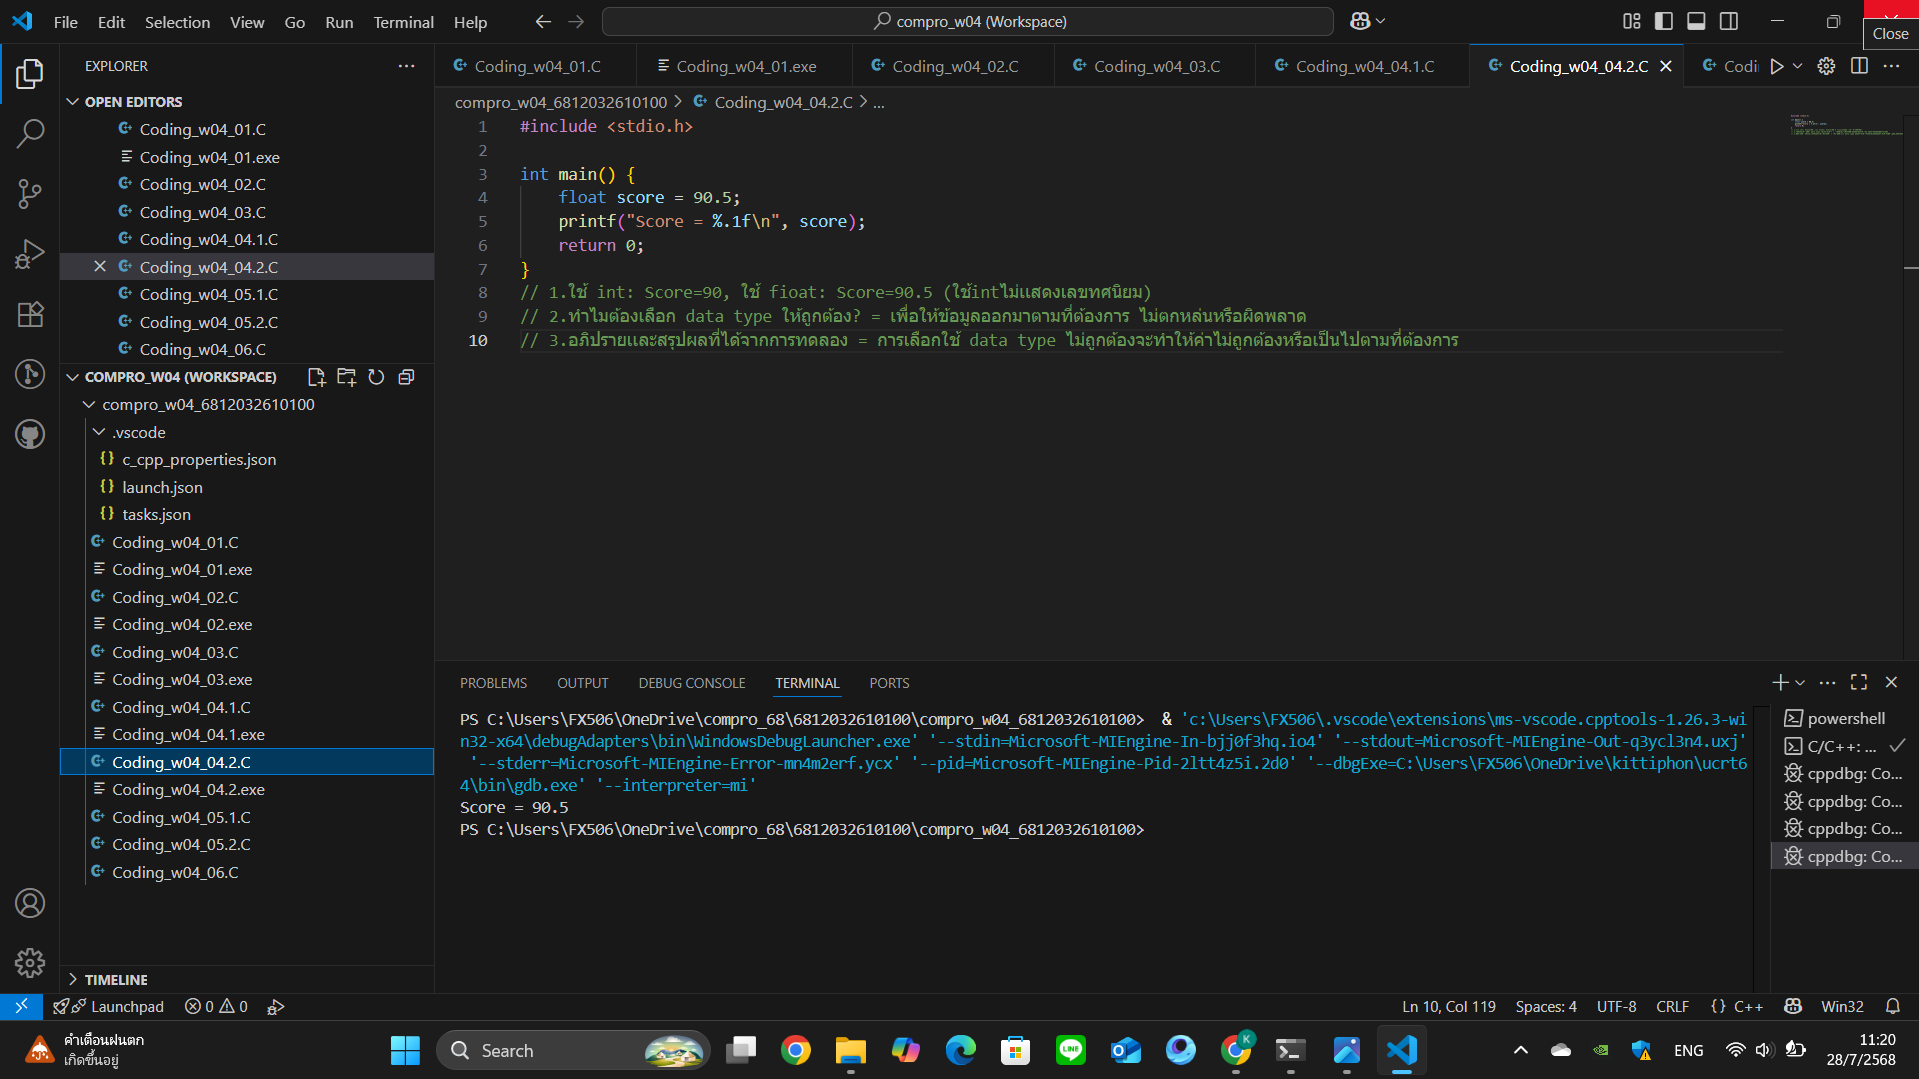 File Edit Selection View Go Run Terminal Help
compro_w04 (Workspace)
Close
EXPLORER
OPEN EDITORS
Coding_w04_01.C
Coding_w04_01.exe
Coding_w04_02.C
Coding_w04_03.C
Coding_w04_04.1.C
Coding_w04_04.2.C
Coding_w04_05.1.C
Coding_w04_05.2.C
Coding_w04_06.C
COMPRO_W04 (WORKSPACE)
compro_w04_6812032610100
.vscode
{} c_cpp_properties.json
{} launch.json
{} tasks.json
Coding_w04_01.C
Coding_w04_01.exe
Coding_w04_02.C
Coding_w04_02.exe
Coding_w04_03.C
Coding_w04_03.exe
Coding_w04_04.1.C
Coding_w04_04.1.exe
Coding_w04_04.2.C
Coding_w04_04.2.exe
Coding_w04_05.1.C
Coding_w04_05.2.C
Coding_w04_06.C
TIMELINE
Coding_w04_01.C Coding_w04_01.exe Coding_w04_02.C Coding_w04_03.C Coding_w04_04.1.C Coding_w04_04.2.C Codi
compro_w04_6812032610100 > Coding_w04_04.2.C > ...
1 #include <stdio.h>
2
3 int main() {
4 float score = 90.5;
5 printf("Score = %.1f\n", score);
6 return 0;
7 }
8 // 1.ใช้ int: Score=90, ใช้ fioat: Score=90.5 (ใช้intไม่แสดงเลขทศนิยม)
9 // 2.ทำไมต้องเลือก data type ให้ถูกต้อง? = เพื่อให้ข้อมูลออกมาตามที่ต้องการ ไม่ตกหล่นหรือผิดพลาด
10 // 3.อภิปรายและสรุปผลที่ได้จากการทดลอง = การเลือกใช้ data type ไม่ถูกต้องจะทำให้ค่าไม่ถูกต้องหรือเป็นไปตามที่ต้องการ
PROBLEMS OUTPUT DEBUG CONSOLE TERMINAL PORTS
PS C:\Users\FX506\OneDrive\compro_68\6812032610100\compro_w04_6812032610100> & 'c:\Users\FX506\.vscode\extensions\ms-vscode.cpptools-1.26.3-wi
n32-x64\debugAdapters\bin\WindowsDebugLauncher.exe' '--stdin=Microsoft-MIEngine-In-bjj0f3hq.io4' '--stdout=Microsoft-MIEngine-Out-q3ycl3n4.uxj'
'--stderr=Microsoft-MIEngine-Error-mn4m2erf.ycx' '--pid=Microsoft-MIEngine-Pid-2ltt4z5i.2d0' '--dbgExe=C:\Users\FX506\OneDrive\kittiphon\ucrt6
4\bin\gdb.exe' '--interpreter=mi'
Score = 90.5
PS C:\Users\FX506\OneDrive\compro_68\6812032610100\compro_w04_6812032610100>
powershell
C/C++: ...
cppdbg: Co...
cppdbg: Co...
cppdbg: Co...
cppdbg: Co...
Launchpad 0 0
Ln 10, Col 119 Spaces: 4 UTF-8 CRLF {} C++ Win32
คำเตือนฝนตก
เกิดขึ้นอยู่
Search
LINE
K
ENG
11:20
28/7/2568